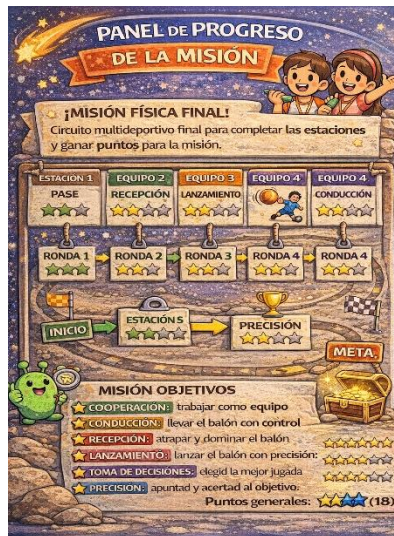 PANEL DE PROGRESO
DE LA MISIÓN
¡MISIÓN FÍSICA FINAL!
Circuito multideportivo final para completar las estaciones
y ganar puntos para la misión.
ESTACIÓN 1
PASE
EQUIPO 2
RECEPCIÓN
EQUIPO 3
LANZAMIENTO
EQUIPO 4
EQUIPO 4
CONDUCCIÓN
RONDA 1
RONDA 2
RONDA 3
RONDA 4
RONDA 4
INICIO
ESTACIÓN 5
PRECISIÓN
META.
MISIÓN OBJETIVOS
COOPERACIÓN: trabajar como equipo
CONDUCCIÓN: llevar el balón con control
RECEPCIÓN: atrapar y dominar el balón
LANZAMIENTO: lanzar el balón con precisión:
TOMA DE DECISIONES: elegid la mejor jugada
PRECISIÓN: apuntad y acertad al objetivo.
Puntos generales: (18)